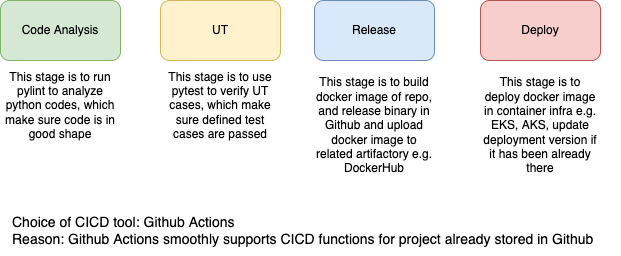 Code Analysis
UT
Release
Deploy
This stage is to run
pylint to analyze
python codes, which
make sure code is in
good shape
This stage is to use
pytest to verify UT
cases, which make
sure defined test
cases are passed
This stage is to build
docker image of repo,
and release binary in
Github and upload
docker image to
related artifactory e.g.
DockerHub
This stage is to
deploy docker image
in container infra e.g.
EKS, AKS, update
deployment version if
it has been already
there
Choice of CICD tool: Github Actions
Reason: Github Actions smoothly supports CICD functions for project already stored in Github